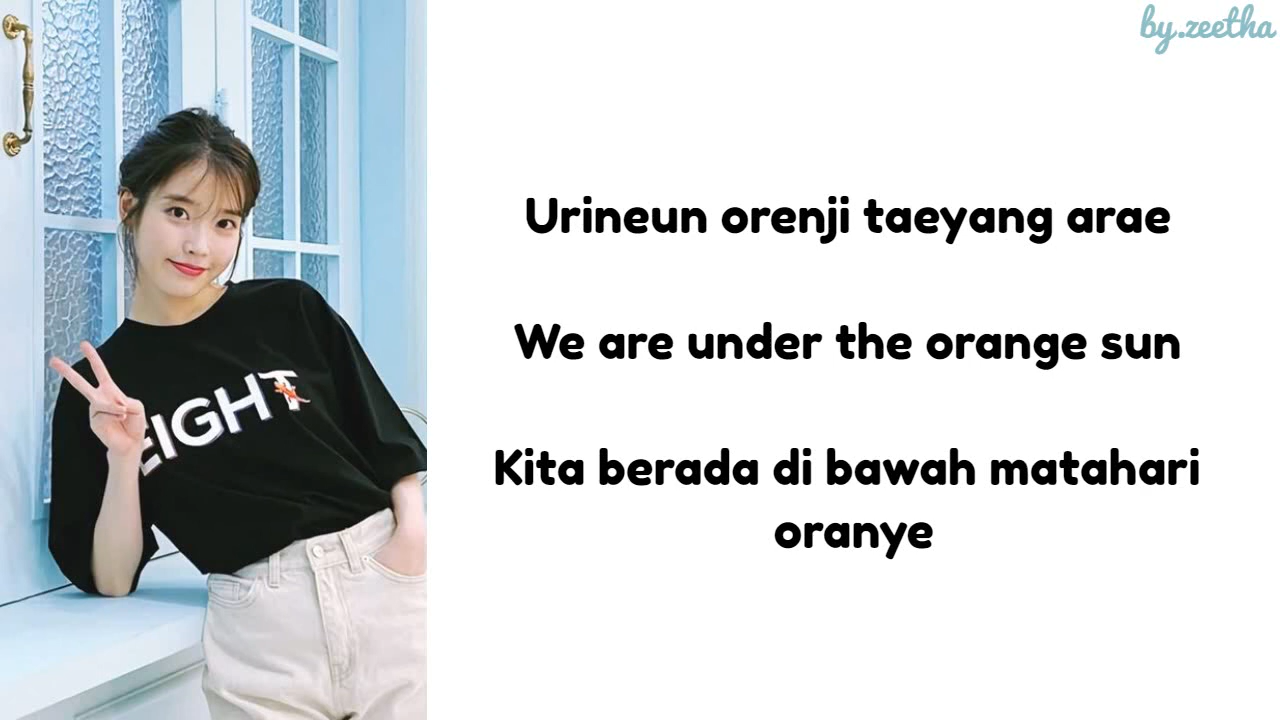 by.zeetha
EIGHT
Urineun orenji taeyang arae
We are under the orange sun
Kita berada di bawah matahari
oranye